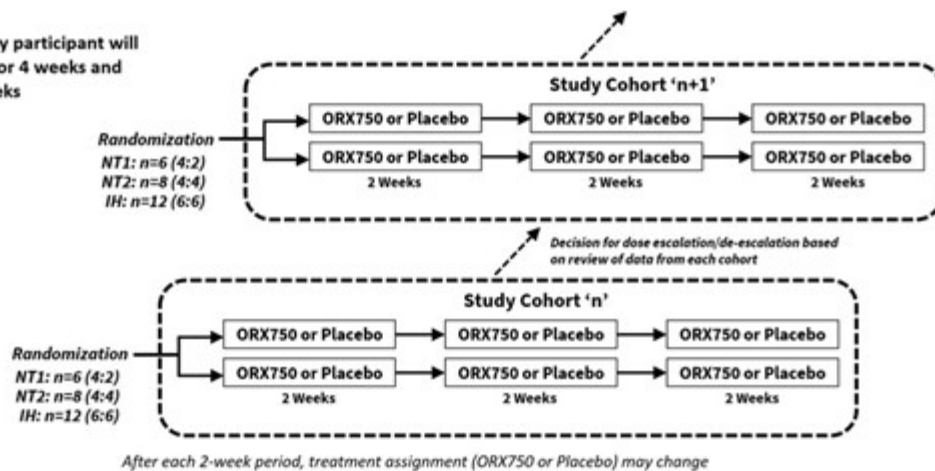 y participant will
or 4 weeks and
eks
Study Cohort ‘n+1’
Randomization
NT1: n=6 (4:2)
NT2: n=8 (4:4)
IH: n=12 (6:6)
ORX750 or Placebo
ORX750 or Placebo
ORX750 or Placebo
ORX750 or Placebo
ORX750 or Placebo
ORX750 or Placebo
2 Weeks
2 Weeks
2 Weeks
Decision for dose escalation/de-escalation based
on review of data from each cohort
Study Cohort ‘n’
Randomization
NT1: n=6 (4:2)
NT2: n=8 (4:4)
IH: n=12 (6:6)
ORX750 or Placebo
ORX750 or Placebo
ORX750 or Placebo
ORX750 or Placebo
ORX750 or Placebo
ORX750 or Placebo
2 Weeks
2 Weeks
2 Weeks
After each 2-week period, treatment assignment (ORX750 or Placebo) may change